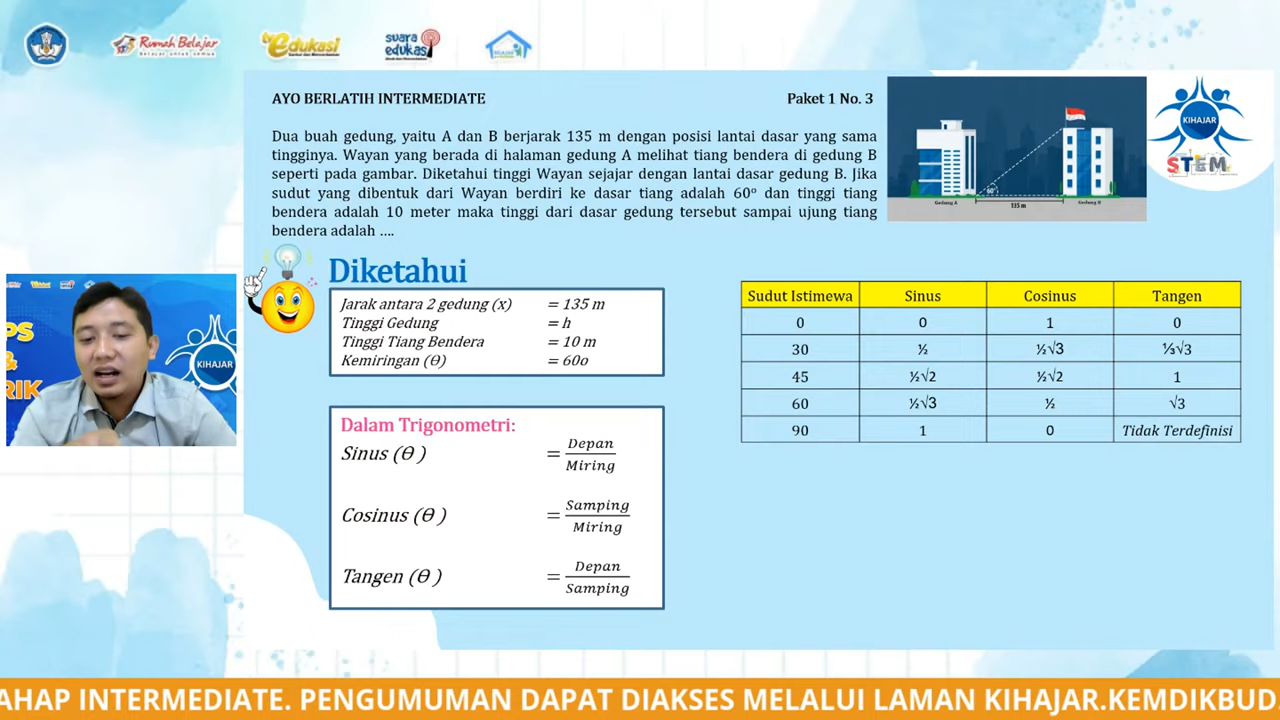 Rumah Belajar
Belajar untuk semua
tv Edukasi
suara
edukasi
AYO BERLATIH INTERMEDIATE
Paket 1 No. 3
Dua buah gedung, yaitu A dan B berjarak 135 m dengan posisi lantai dasar yang sama
tingginya. Wayan yang berada di halaman gedung A melihat tiang bendera di gedung B
seperti pada gambar. Diketahui tinggi Wayan sejajar dengan lantai dasar gedung B. Jika
sudut yang dibentuk dari Wayan berdiri ke dasar tiang adalah 60º dan tinggi tiang
bendera adalah 10 meter maka tinggi dari dasar gedung tersebut sampai ujung tiang
bendera adalah ....
60°
Gedung A
135 m
Gedung B
KIHAJAR
STEM
Diketahui
Jarak antara 2 gedung (x) = 135 m
Tinggi Gedung = h
Tinggi Tiang Bendera = 10 m
Kemiringan (Ө) = 60o
Dalam Trigonometri:
Sinus (Ө ) = Depan
Miring
Cosinus (Ө ) = Samping
Miring
Tangen (Ө ) = Depan
Samping
Sudut Istimewa Sinus Cosinus Tangen
0 0 1 0
30 ½ ½√3 ⅓√3
45 ½√2 ½√2 1
60 ½√3 ½ √3
90 1 0 Tidak Terdefinisi
PS
&
RIK
KIHAJAR
AHAP INTERMEDIATE. PENGUMUMAN DAPAT DIAKSES MELALUI LAMAN KIHAJAR.KEMDIKBUD.